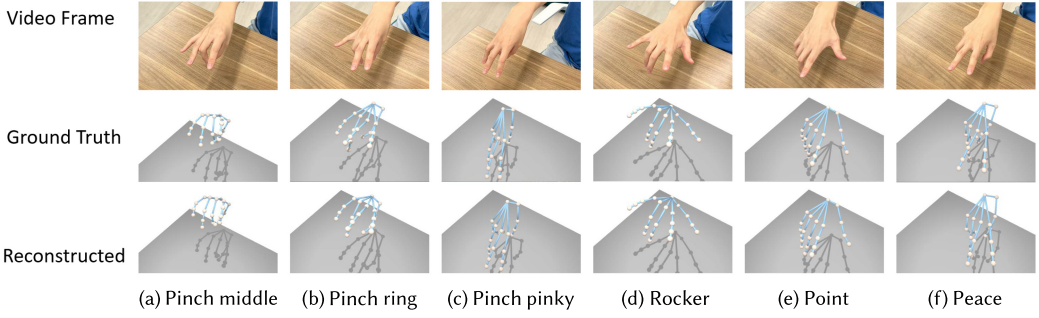 Video Frame
Ground Truth
Reconstructed
(a) Pinch middle
(b) Pinch ring
(c) Pinch pinky
(d) Rocker
(e) Point
(f) Peace